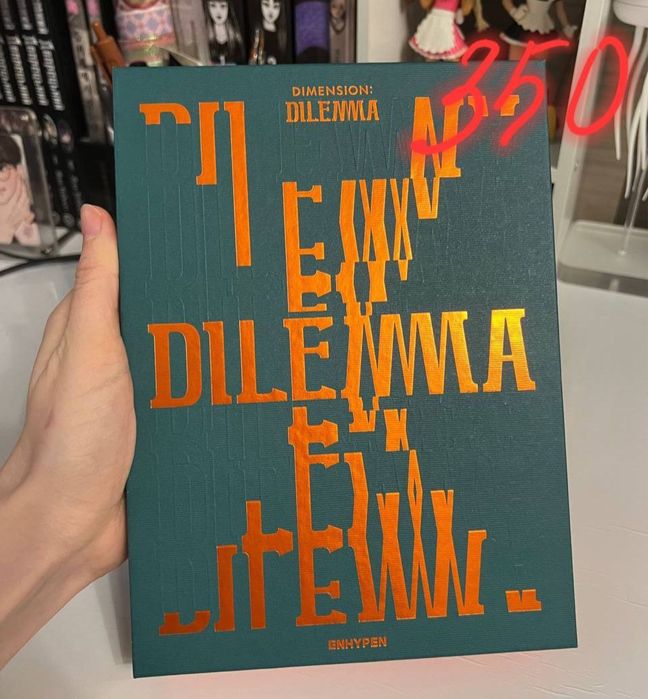 350
DIMENSION:
DILEMMA
DILEMMA
ENHYPEN